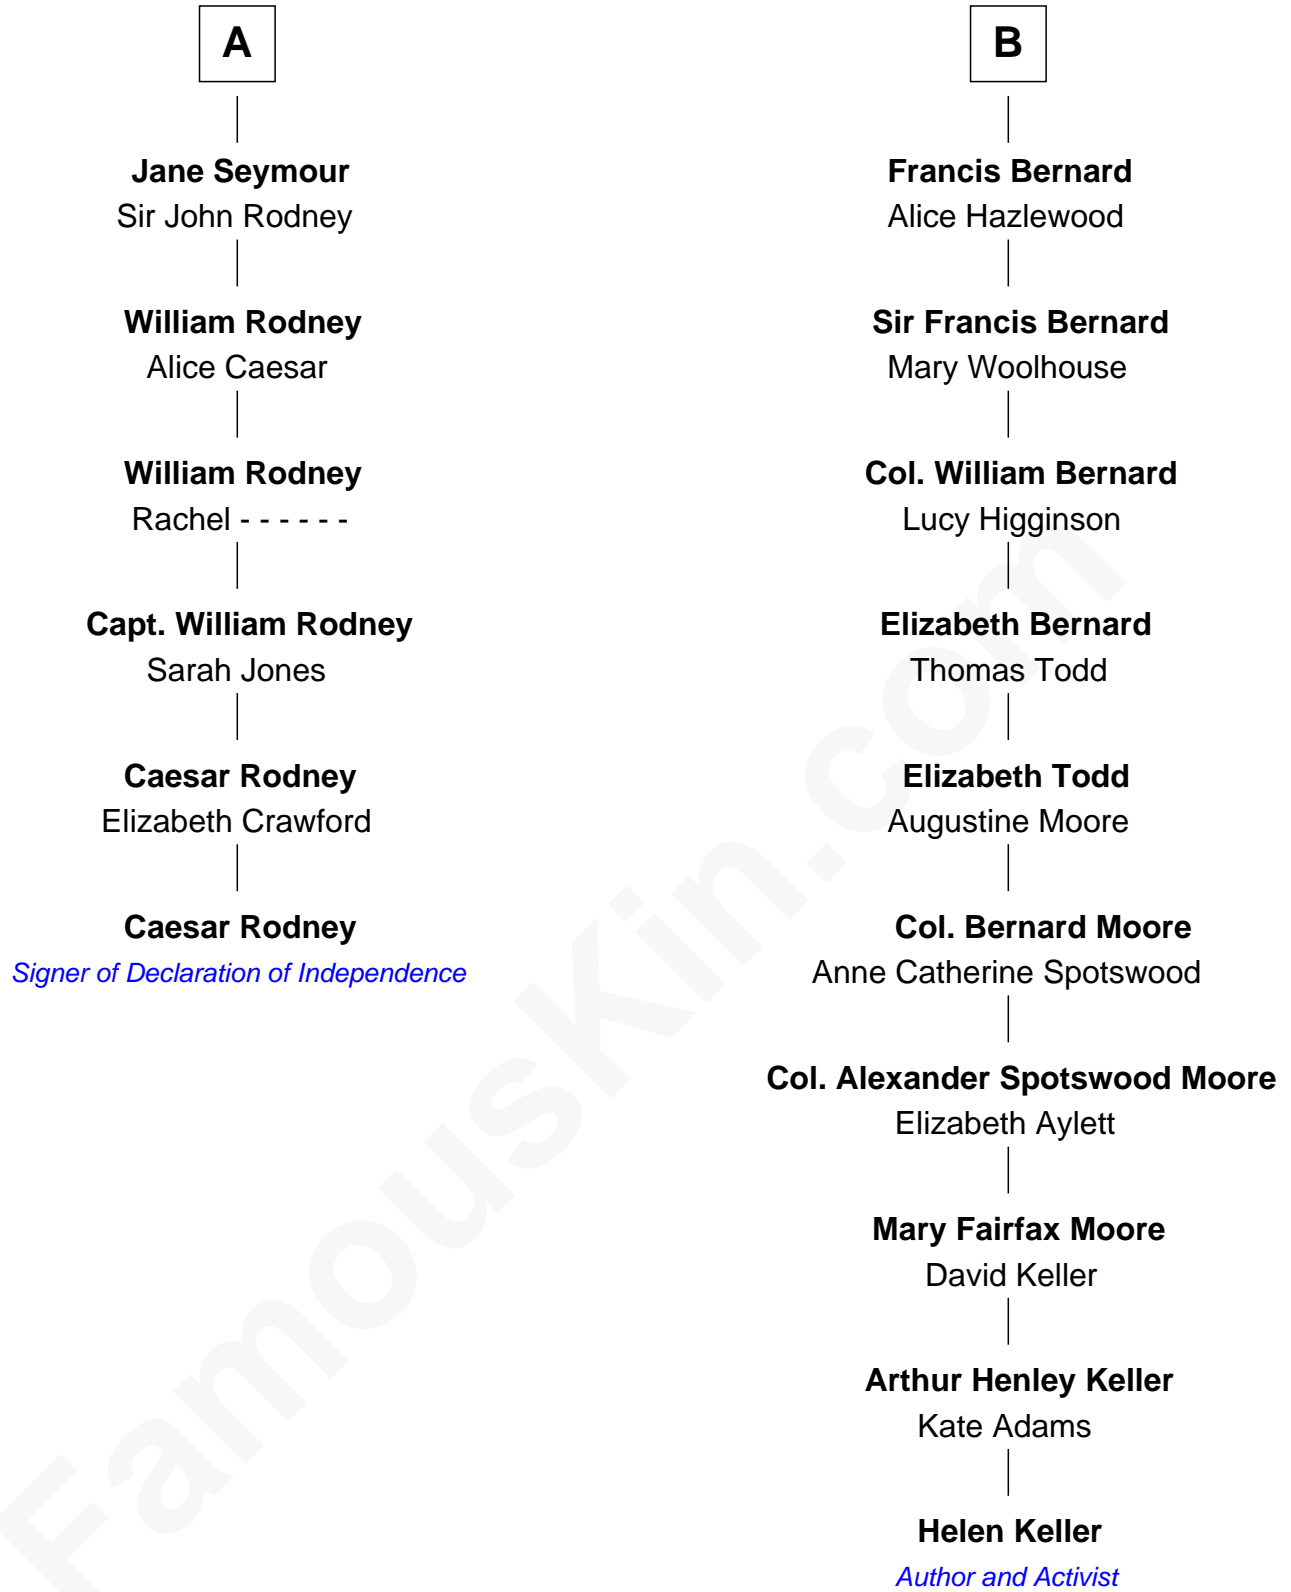 A
Jane Seymour
Sir John Rodney
William Rodney
Alice Caesar
William Rodney
Rachel - - - - - -
Capt. William Rodney
Sarah Jones
Caesar Rodney
Elizabeth Crawford
Caesar Rodney
Signer of Declaration of Independence
B
Francis Bernard
Alice Hazlewood
Sir Francis Bernard
Mary Woolhouse
Col. William Bernard
Lucy Higginson
Elizabeth Bernard
Thomas Todd
Elizabeth Todd
Augustine Moore
Col. Bernard Moore
Anne Catherine Spotswood
Col. Alexander Spotswood Moore
Elizabeth Aylett
Mary Fairfax Moore
David Keller
Arthur Henley Keller
Kate Adams
Helen Keller
Author and Activist
FamousKin.com